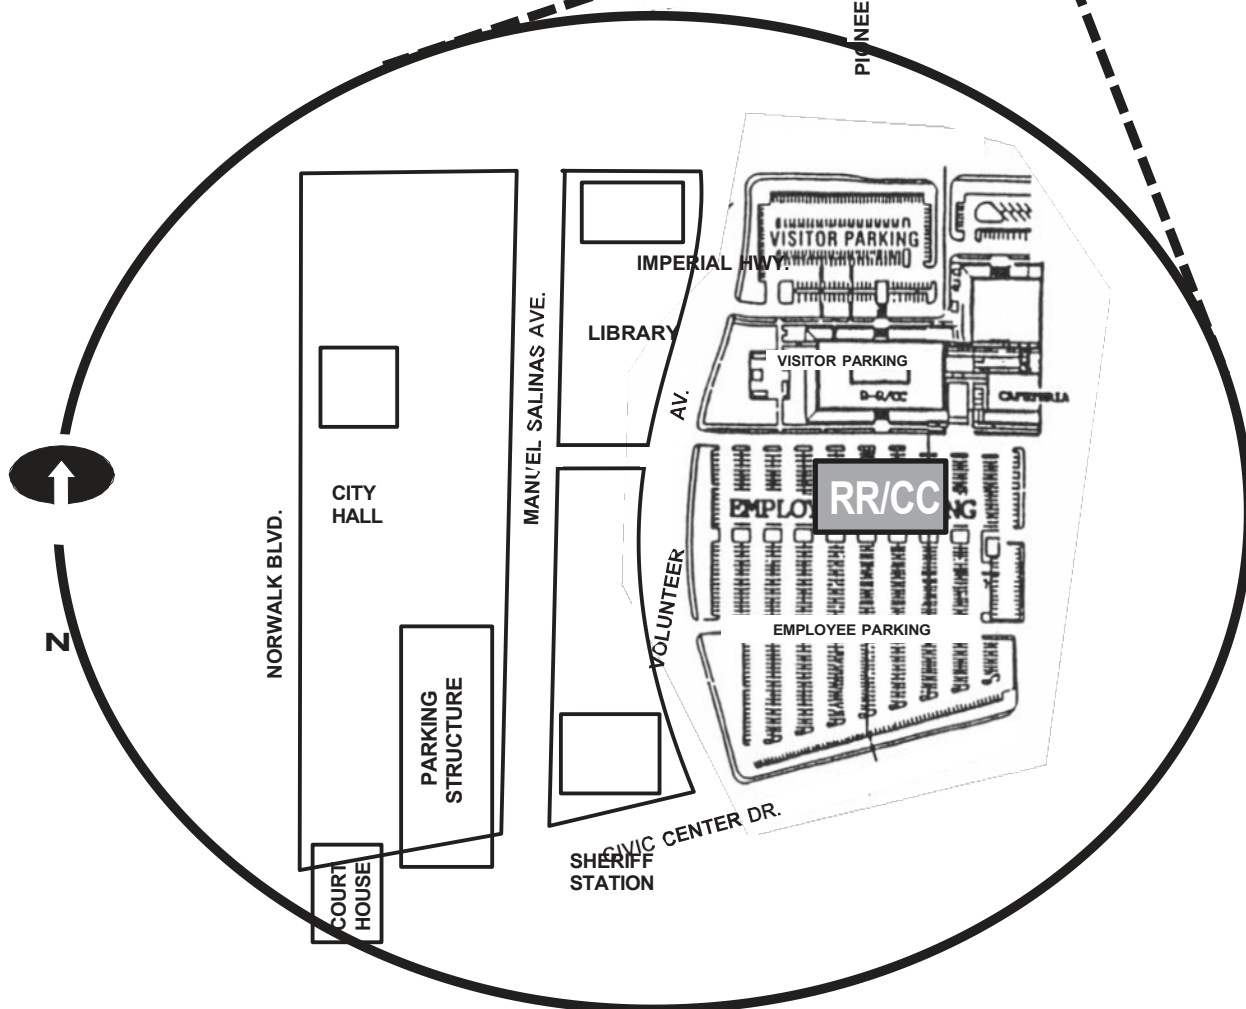 PIONEE
VISITOR PARKING
IMPERIAL HWY.
LIBRARY
MANUEL SALINAS AVE.
VISITOR PARKING
AV.
CAFETERIA
CITY
HALL
RR/CC
NORWALK BLVD.
VOLUNTEER
EMPLOYEE PARKING
N
PARKING
STRUCTURE
CIVIC CENTER DR.
SHERIFF
STATION
COURT
HOUSE